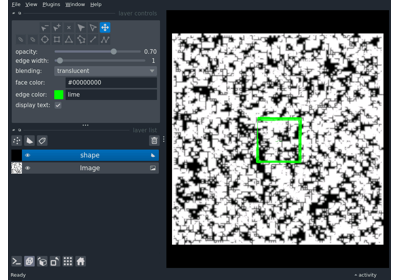 File View Plugins Window Help
layer controls
opacity: 0.70
edge width: 1
blending: translucent
face color: #00000000
edge color: lime
display text:
layer list
shape
Image
Ready
activity